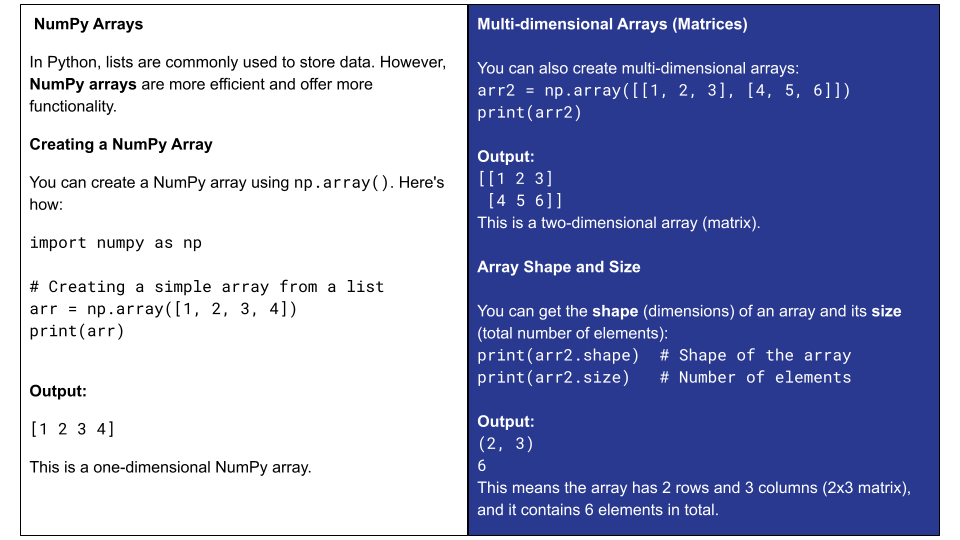 NumPy Arrays
In Python, lists are commonly used to store data. However,
NumPy arrays are more efficient and offer more
functionality.
Creating a NumPy Array
You can create a NumPy array using np.array(). Here's
how:
import numpy as np
# Creating a simple array from a list
arr = np.array([1, 2, 3, 4])
print(arr)
Output:
[1 2 3 4]
This is a one-dimensional NumPy array.
Multi-dimensional Arrays (Matrices)
You can also create multi-dimensional arrays:
arr2 = np.array([[1, 2, 3], [4, 5, 6]])
print(arr2)
Output:
[[1 2 3]
 [4 5 6]]
This is a two-dimensional array (matrix).
Array Shape and Size
You can get the shape (dimensions) of an array and its size
(total number of elements):
print(arr2.shape)  # Shape of the array
print(arr2.size)   # Number of elements
Output:
(2, 3)
6
This means the array has 2 rows and 3 columns (2x3 matrix),
and it contains 6 elements in total.